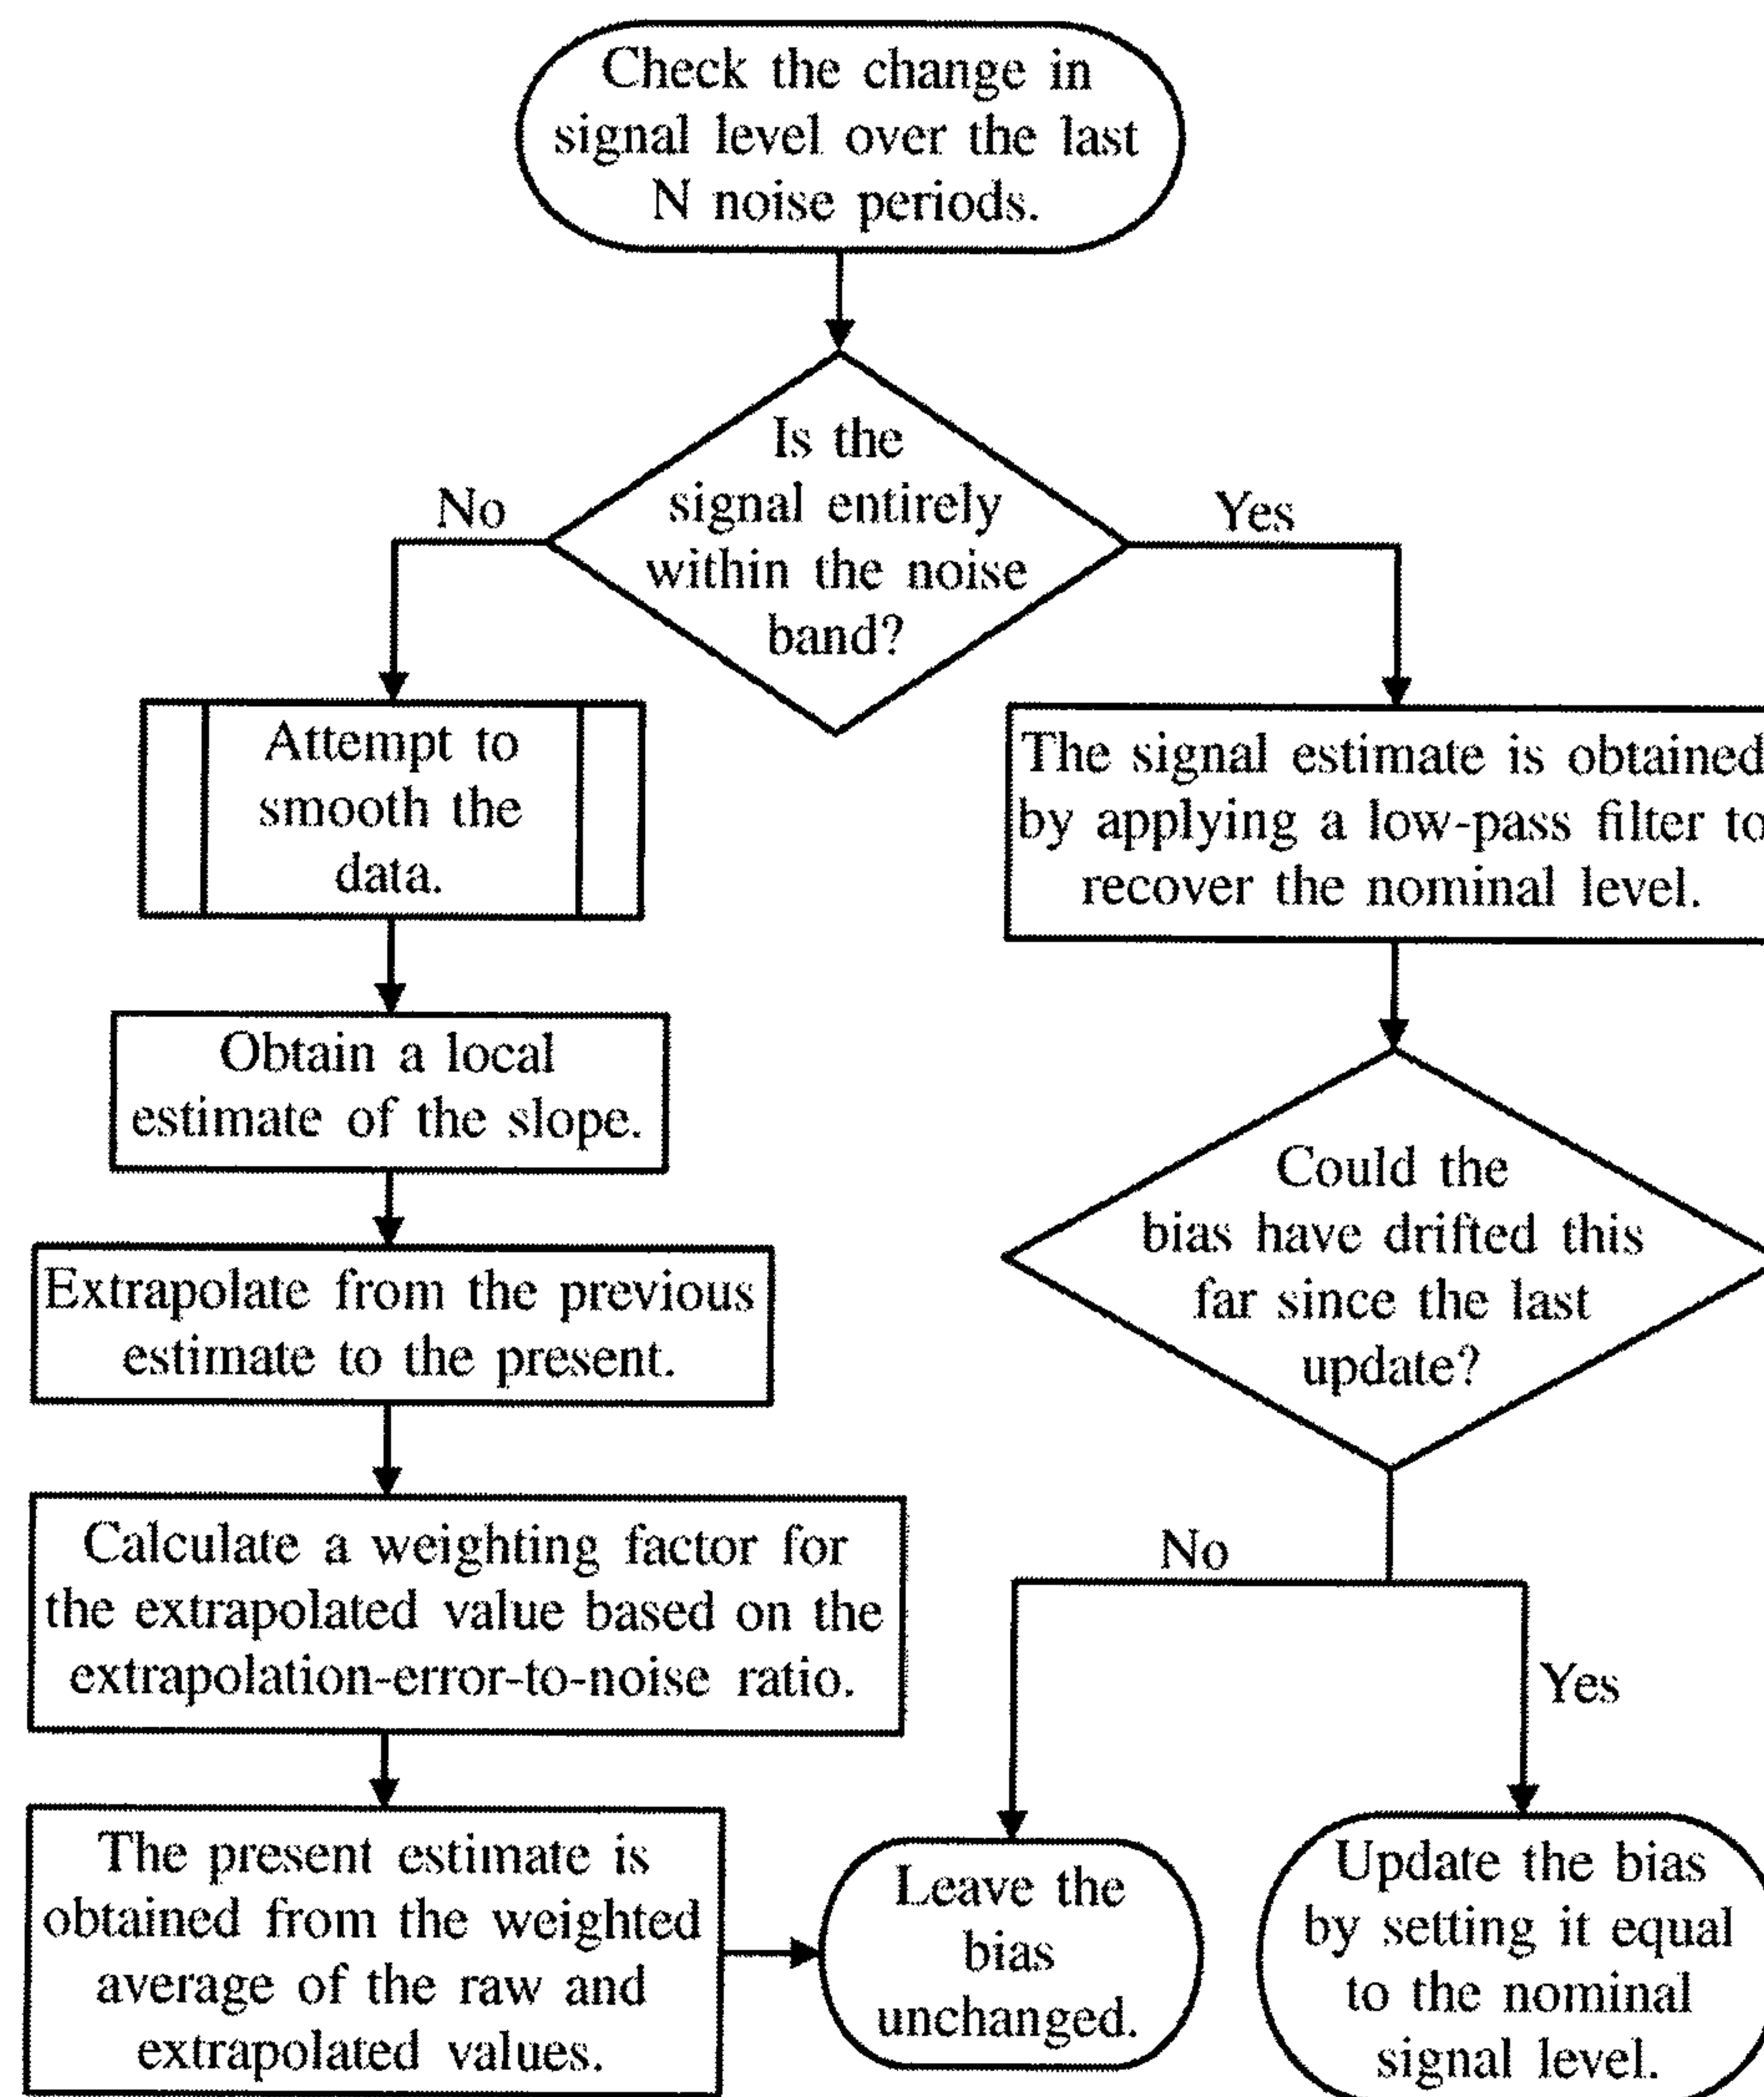 Check the change in
signal level over the last
N noise periods.
Is the
signal entirely
within the noise
band?
No
Yes
Attempt to
smooth the
data.
The signal estimate is obtained
by applying a low-pass filter to
recover the nominal level.
Obtain a local
estimate of the slope.
Could the
bias have drifted this
far since the last
update?
Extrapolate from the previous
estimate to the present.
Calculate a weighting factor for
the extrapolated value based on the
extrapolation-error-to-noise ratio.
No
Yes
The present estimate is
obtained from the weighted
average of the raw and
extrapolated values.
Leave the
bias
unchanged.
Update the bias
by setting it equal
to the nominal
signal level.